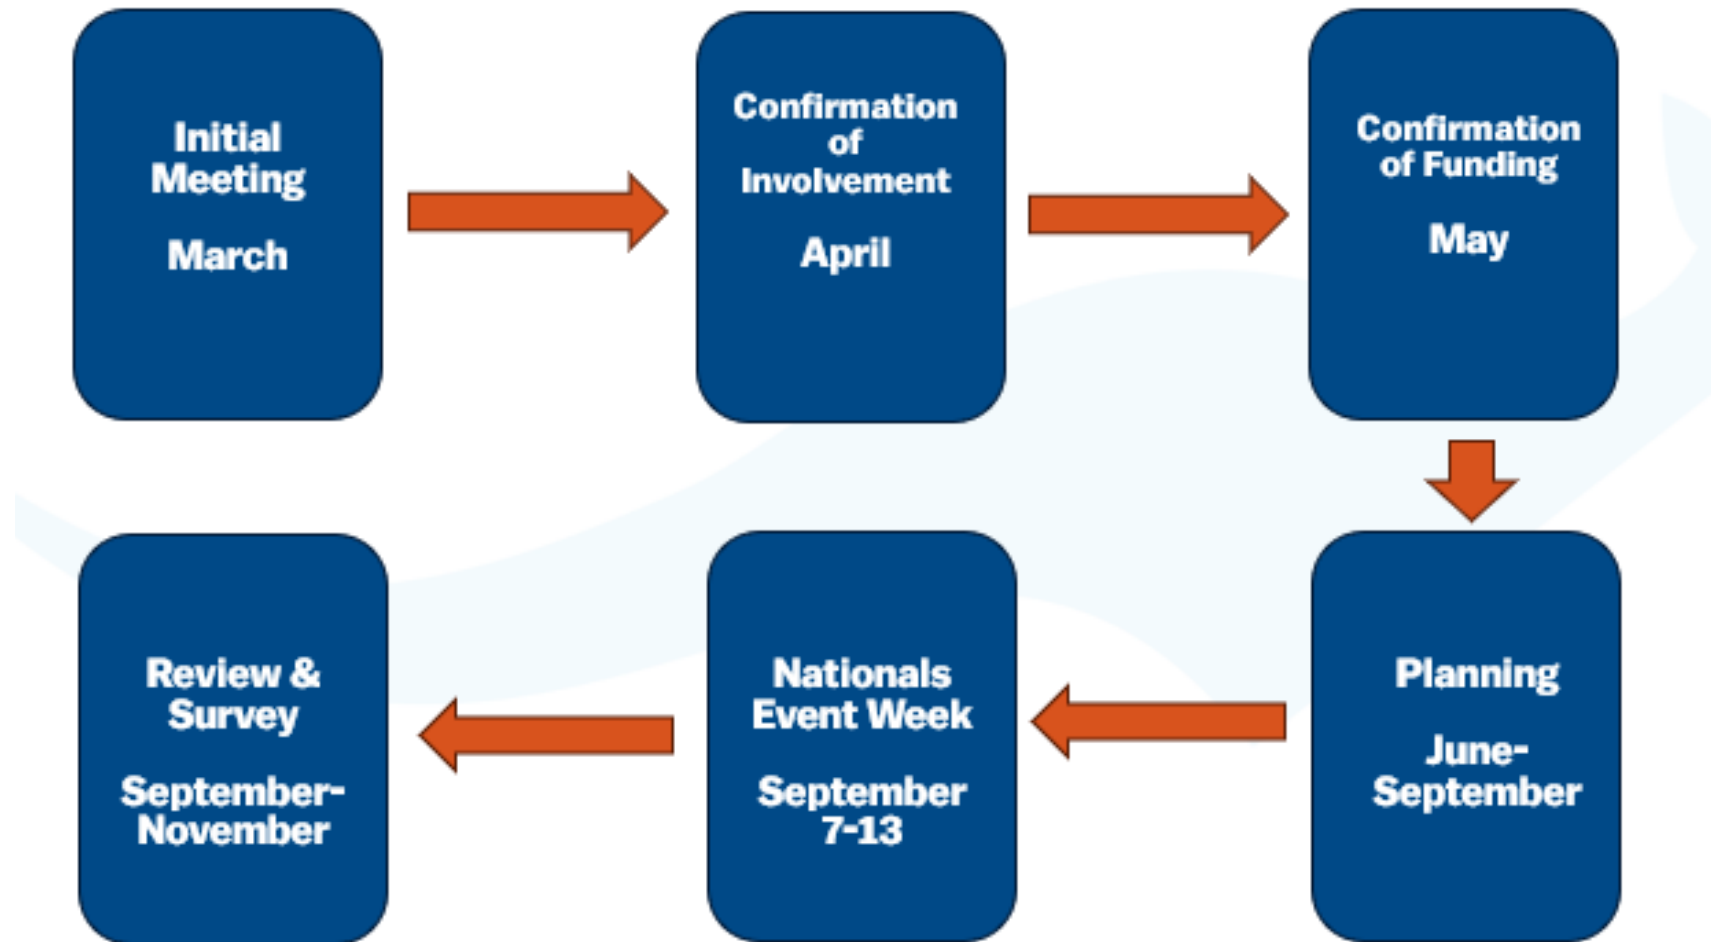 Initial
Meeting
March
Confirmation
of
Involvement
April
Confirmation
of Funding
May
Planning
June-
September
Nationals
Event Week
September
7-13
Review &
Survey
September-
November